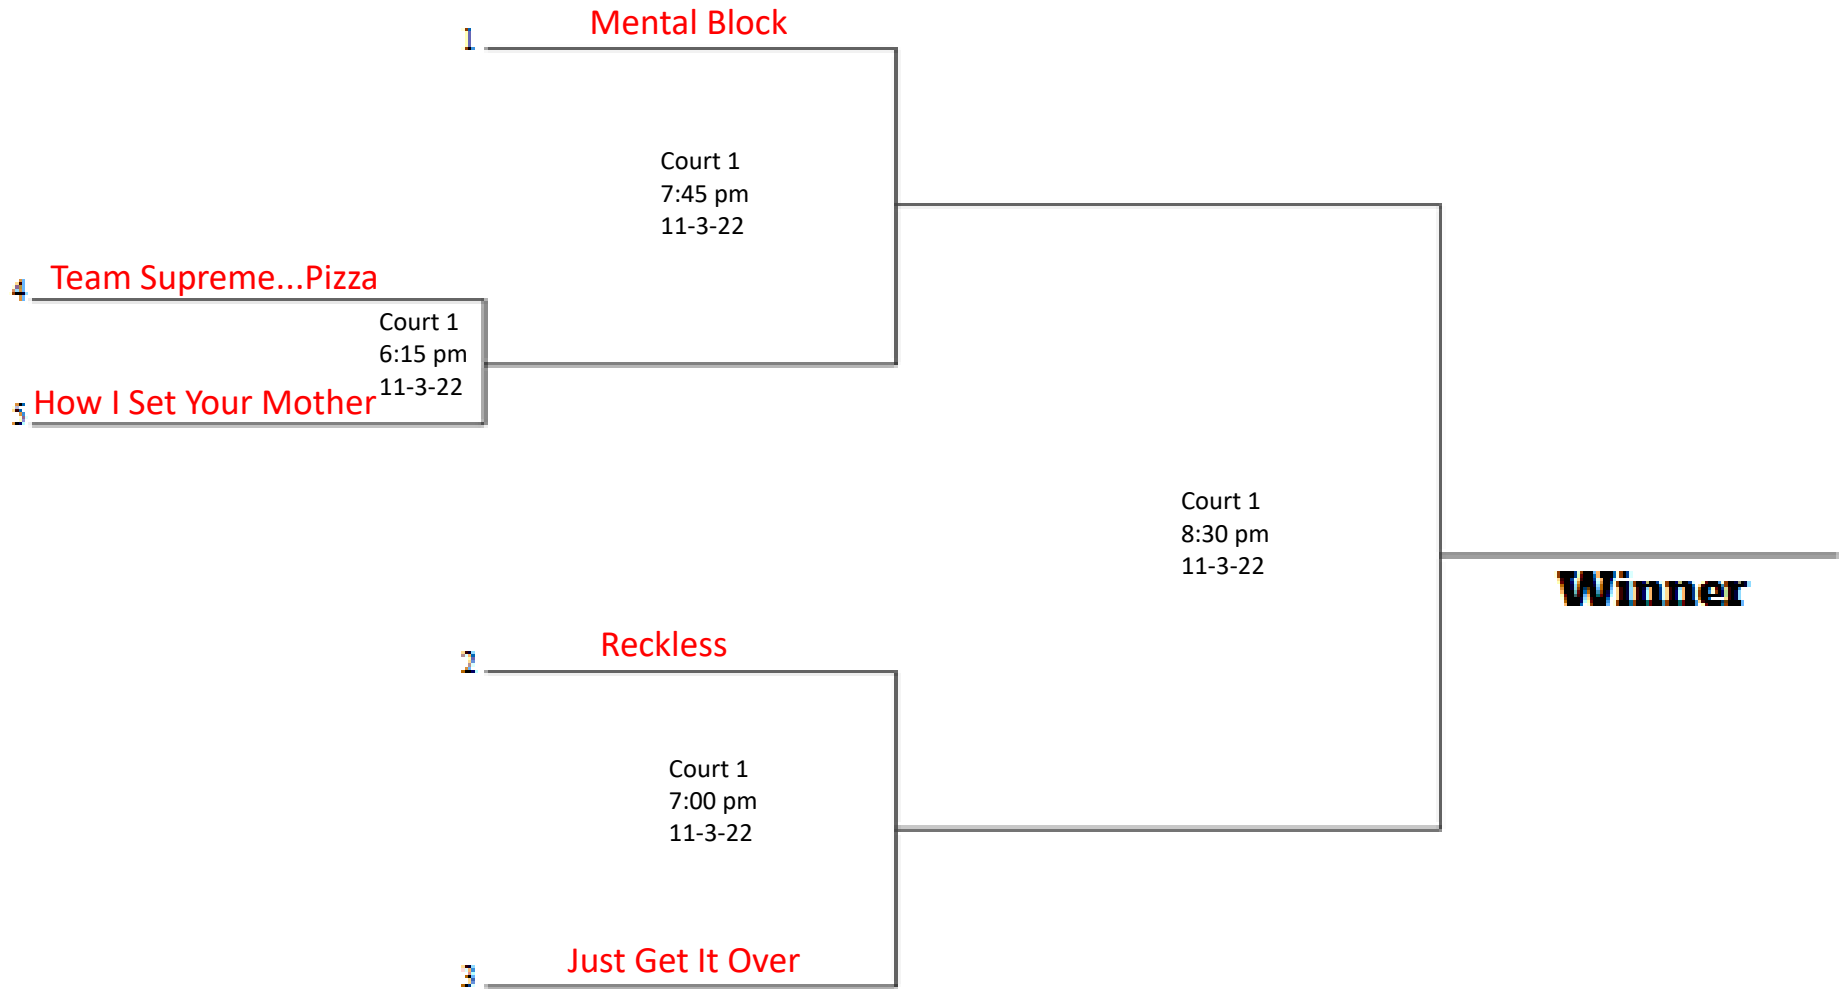 1 Mental Block
Court 1
7:45 pm
11-3-22
4 Team Supreme...Pizza
Court 1
6:15 pm
11-3-22
5 How I Set Your Mother
Court 1
8:30 pm
11-3-22
Winner
2 Reckless
Court 1
7:00 pm
11-3-22
3 Just Get It Over